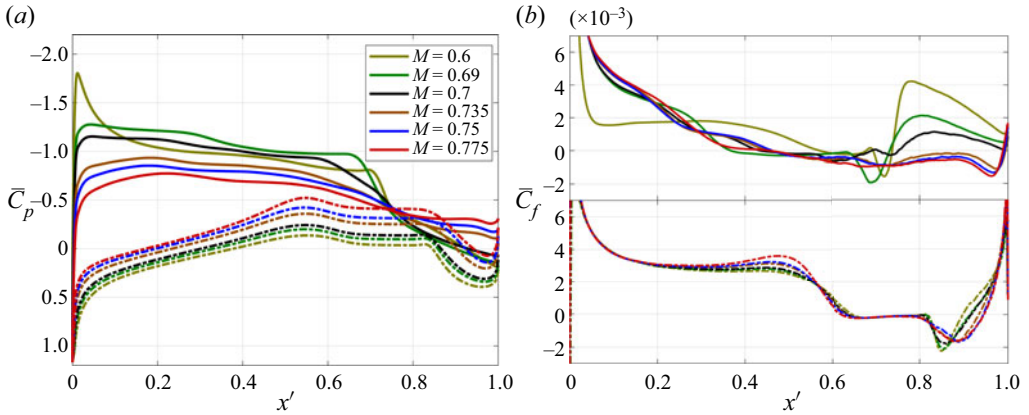 (a)
–2.0
–1.5
–1.0
C̅p –0.5
0
0.5
1.0
0 0.2 0.4 0.6 0.8 1.0
x′
M = 0.6
M = 0.69
M = 0.7
M = 0.735
M = 0.75
M = 0.775
(b) (×10–3)
6
4
2
0
–2
C̅f
6
4
2
0
–2
0 0.2 0.4 0.6 0.8 1.0
x′